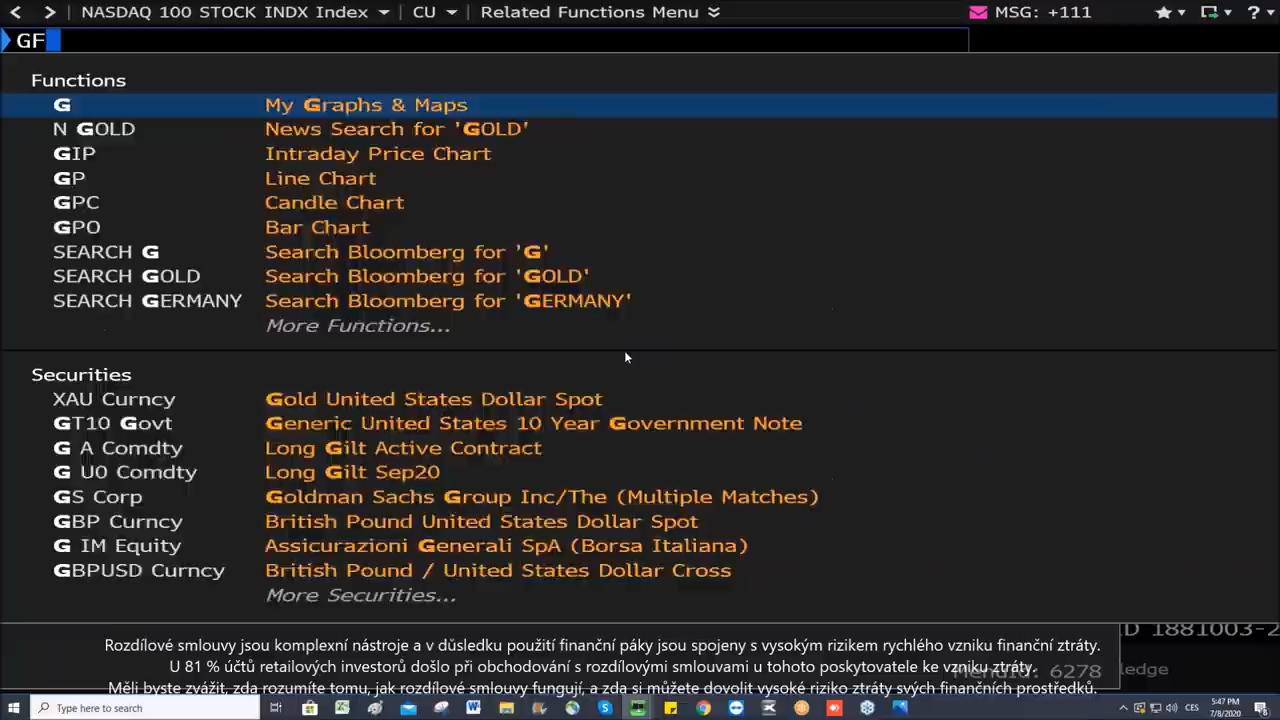 NASDAQ 100 STOCK INDX Index CU Related Functions Menu MSG: +111
GF
Functions
G My Graphs & Maps
N GOLD News Search for 'GOLD'
GIP Intraday Price Chart
GP Line Chart
GPC Candle Chart
GPO Bar Chart
SEARCH G Search Bloomberg for 'G'
SEARCH GOLD Search Bloomberg for 'GOLD'
SEARCH GERMANY Search Bloomberg for 'GERMANY'
More Functions...
Securities
XAU Curncy Gold United States Dollar Spot
GT10 Govt Generic United States 10 Year Government Note
G A Comdty Long Gilt Active Contract
G U0 Comdty Long Gilt Sep20
GS Corp Goldman Sachs Group Inc/The (Multiple Matches)
GBP Curncy British Pound United States Dollar Spot
G IM Equity Assicurazioni Generali SpA (Borsa Italiana)
GBPUSD Curncy British Pound / United States Dollar Cross
More Securities...
1881003-2
Rozdílové smlouvy jsou komplexní nástroje a v důsledku použití finanční páky jsou spojeny s vysokým rizikem rychlého vzniku finanční ztráty.
U 81 % účtů retailových investorů došlo při obchodování s rozdílovými smlouvami u tohoto poskytovatele ke vzniku ztráty.
6278 ledge
Měli byste zvážit, zda rozumíte tomu, jak rozdílové smlouvy fungují, a zda si můžete dovolit vysoké riziko ztráty svých finančních prostředků.
Type here to search CES 5:47 PM
7/8/2020